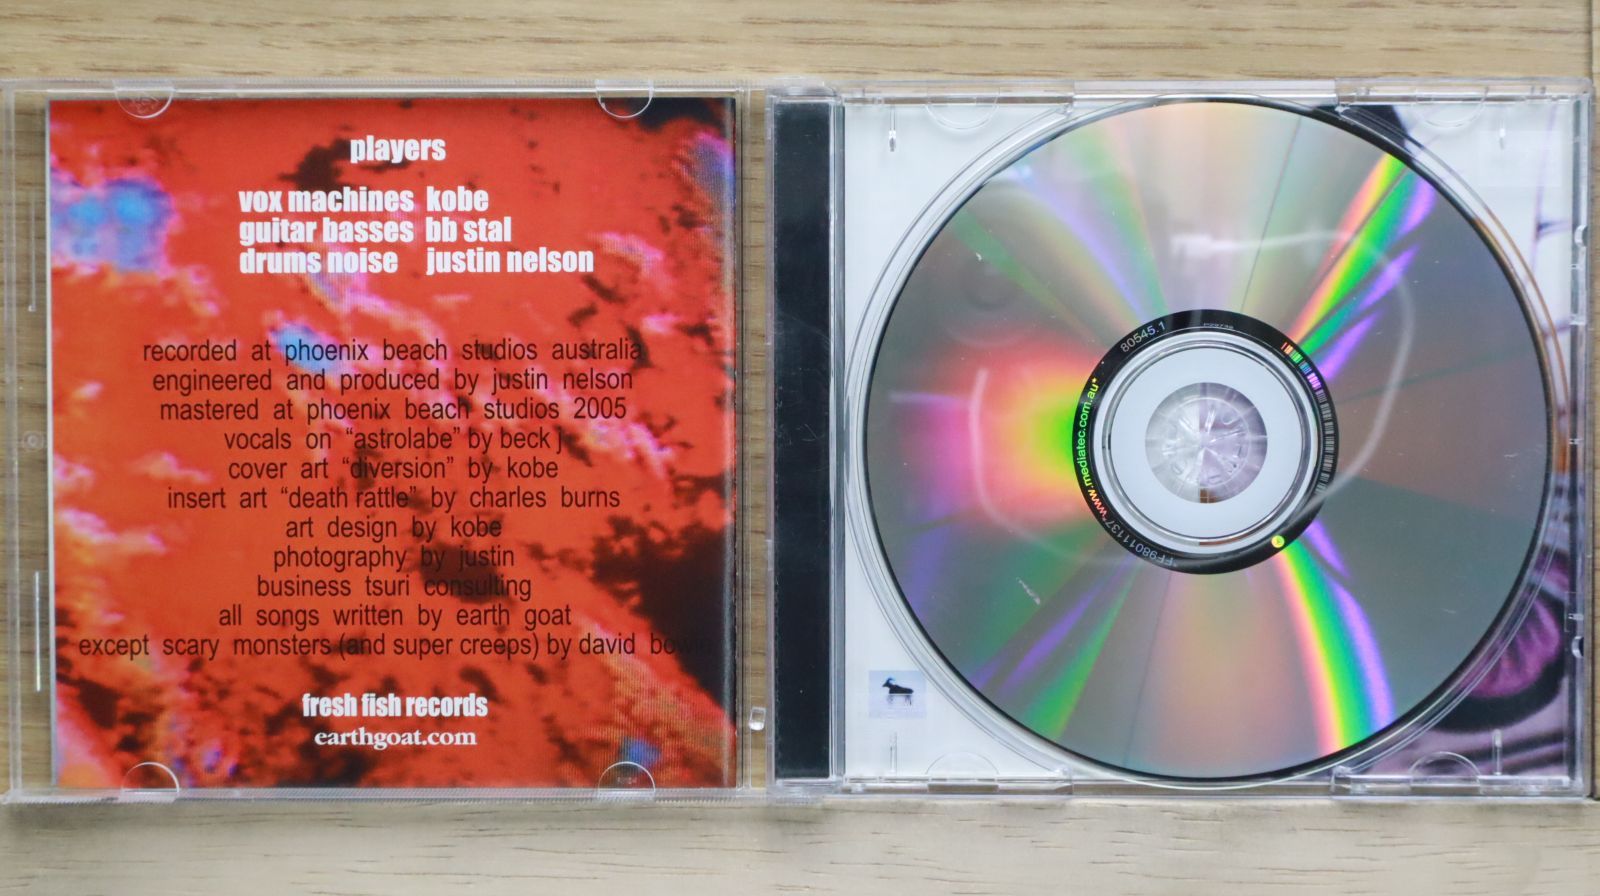 players
vox machines kobe
guitar basses bb stal
drums noise justin nelson
recorded at phoenix beach studios australia
engineered and produced by justin nelson
mastered at phoenix beach studios 2005
vocals on “astrolabe” by beck j
cover art “diversion” by kobe
insert art “death rattle” by charles burns
art design by kobe
photography by justin
business tsuri consulting
all songs written by earth goat
except scary monsters (and super creeps) by david bowie
fresh fish records
earthgoat.com
80545.1
*www.mediatec.com.au*
*FF98011137